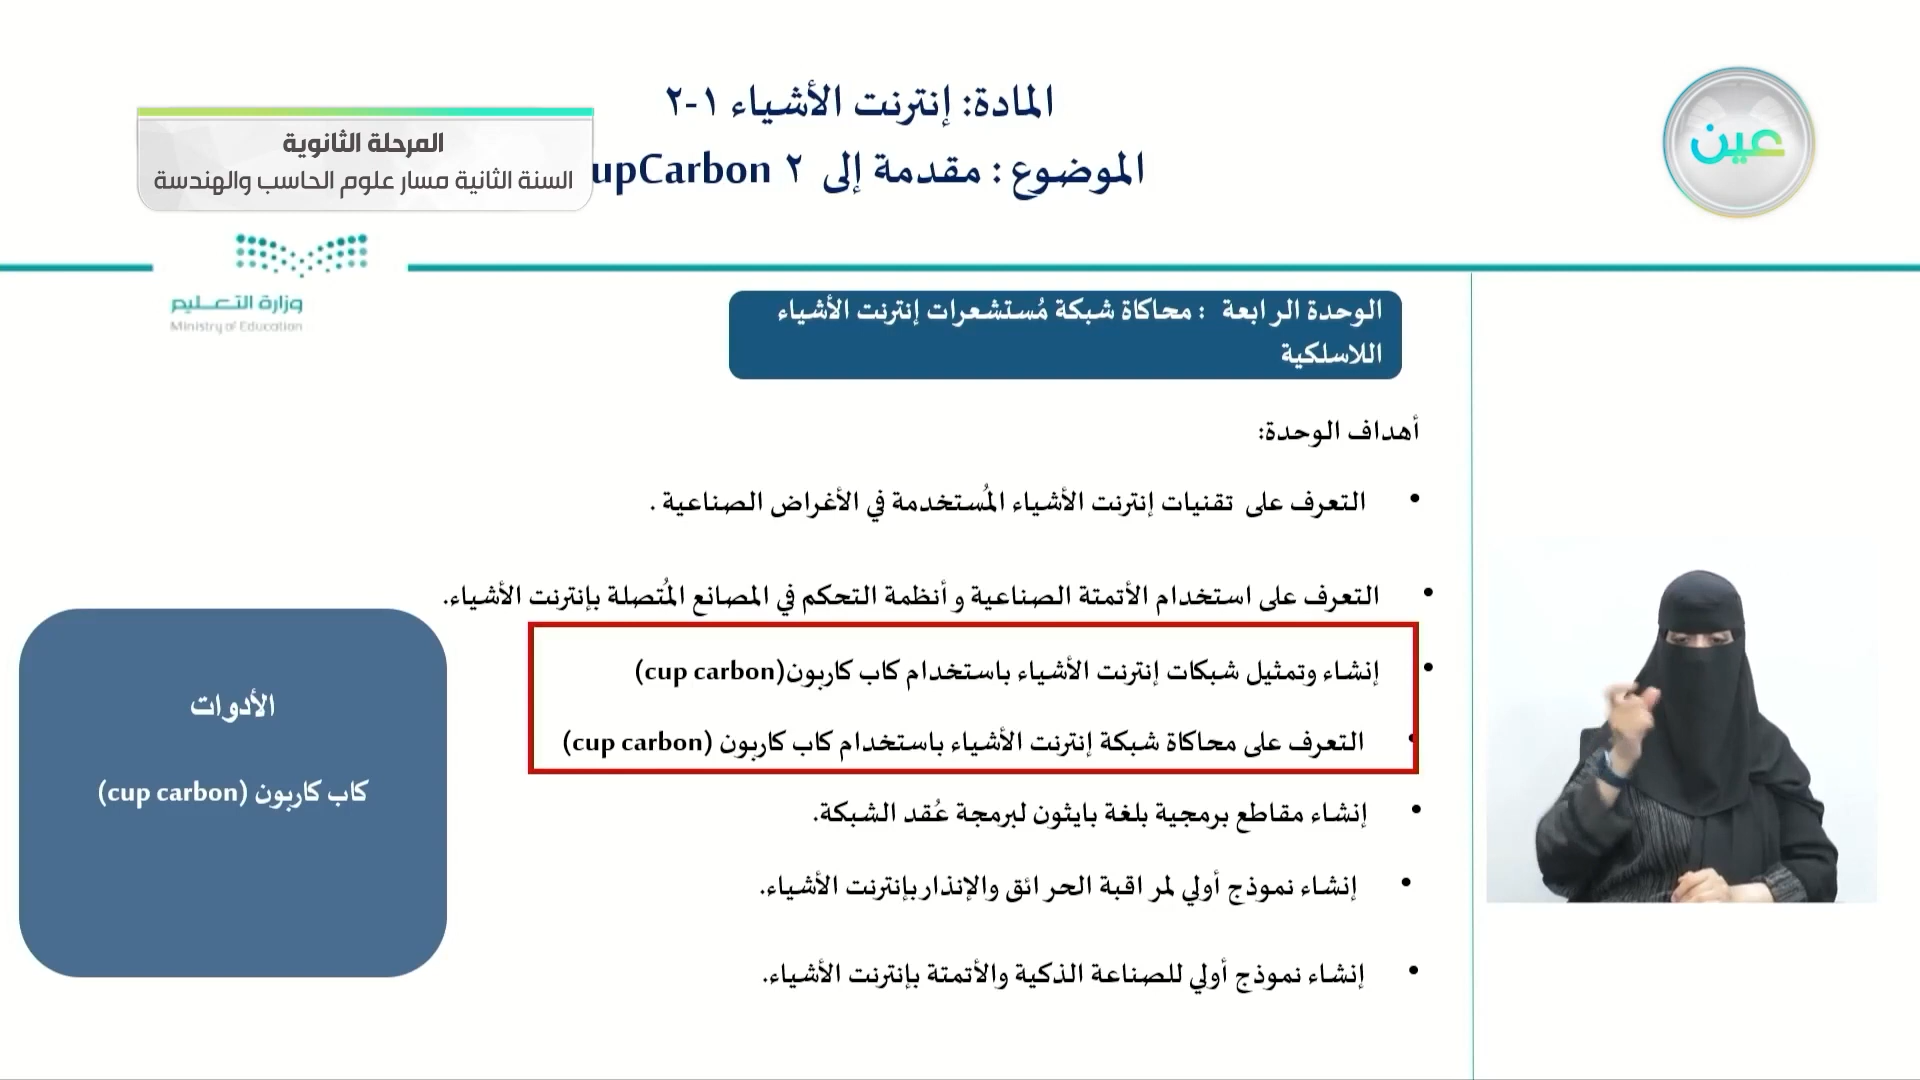 المادة: إنترنت الأشياء ١-٢
الموضوع : مقدمة إلى ٢ upCarbon
المرحلة الثانوية
السنة الثانية مسار علوم الحاسب والهندسة
عين
وزارة التعليم
Ministry of Education
الوحدة الرابعة : محاكاة شبكة مُستشعرات إنترنت الأشياء
اللاسلكية
أهداف الوحدة:
• التعرف على تقنيات إنترنت الأشياء المُستخدمة في الأغراض الصناعية .
• التعرف على استخدام الأتمتة الصناعية و أنظمة التحكم في المصانع المُتصلة بإنترنت الأشياء.
• إنشاء وتمثيل شبكات إنترنت الأشياء باستخدام كاب كاربون(cup carbon)
• التعرف على محاكاة شبكة إنترنت الأشياء باستخدام كاب كاربون (cup carbon)
• إنشاء مقاطع برمجية بلغة بايثون لبرمجة عُقد الشبكة.
• إنشاء نموذج أولي لمراقبة الحرائق والإنذار بإنترنت الأشياء.
• إنشاء نموذج أولي للصناعة الذكية والأتمتة بإنترنت الأشياء.
الأدوات
كاب كاربون (cup carbon)